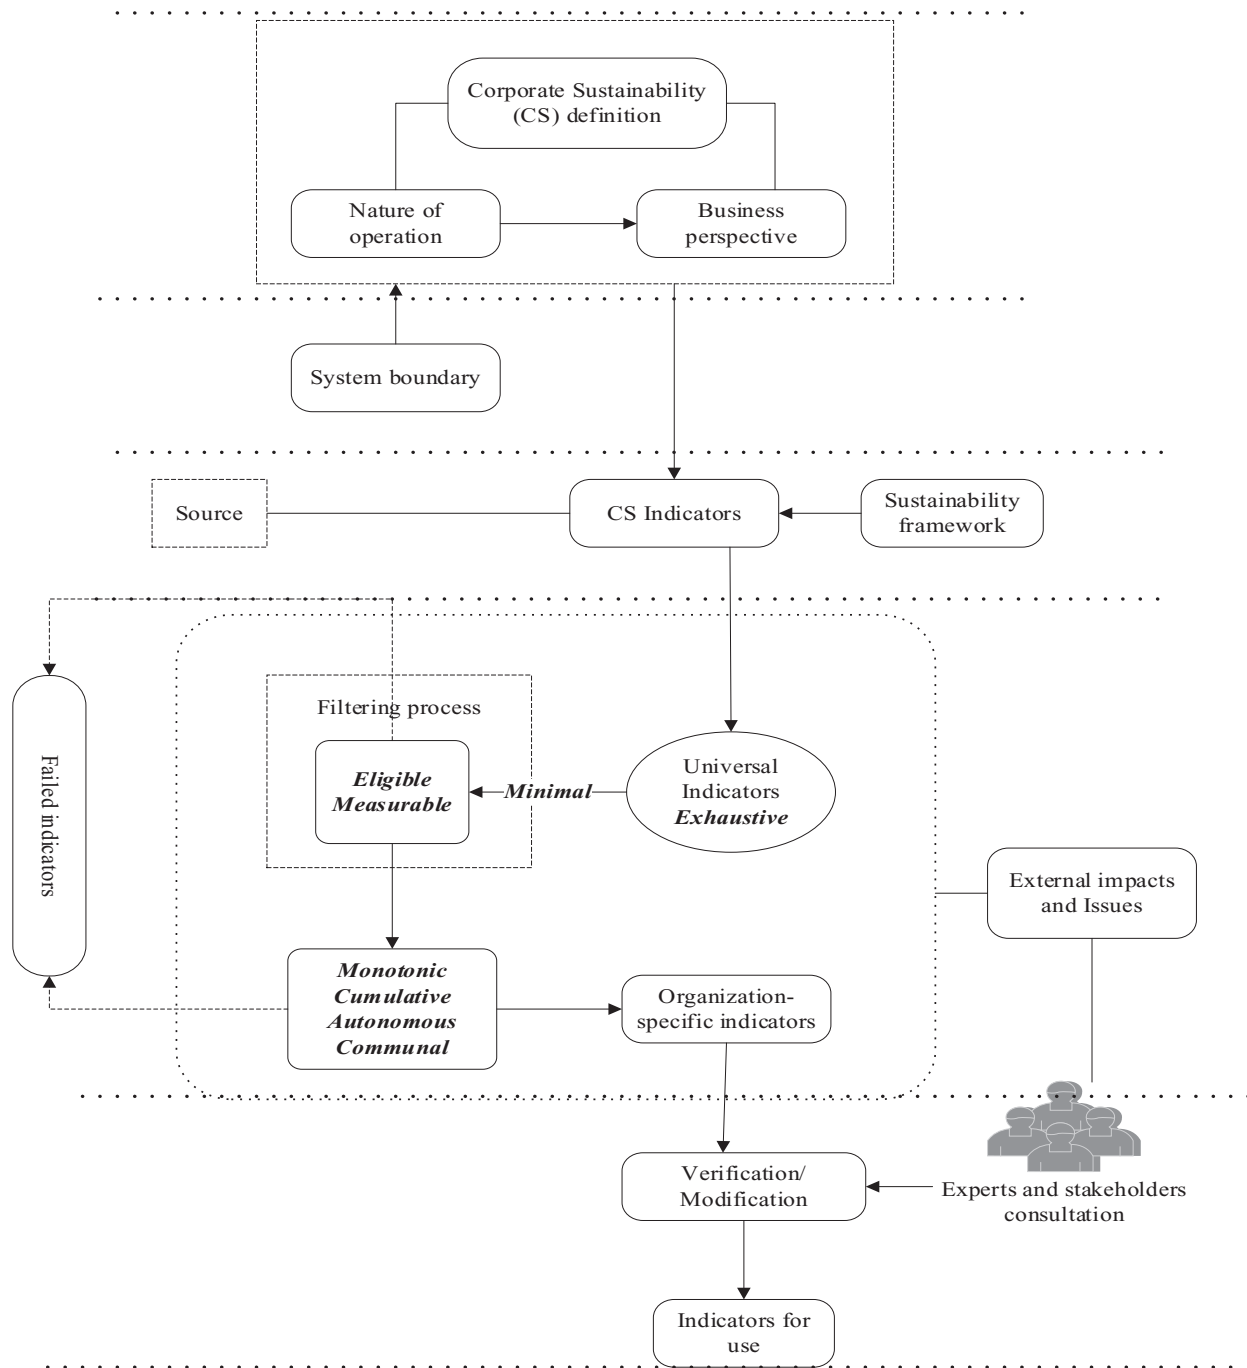 Corporate Sustainability
(CS) definition
Nature of
operation
Business
perspective
System boundary
Source
CS Indicators
Sustainability
framework
Filtering process
Eligible
Measurable
Minimal
Universal
Indicators
Exhaustive
Failed indicators
External impacts
and Issues
Monotonic
Cumulative
Autonomous
Communal
Organization-
specific indicators
Verification/
Modification
Experts and stakeholders
consultation
Indicators for
use